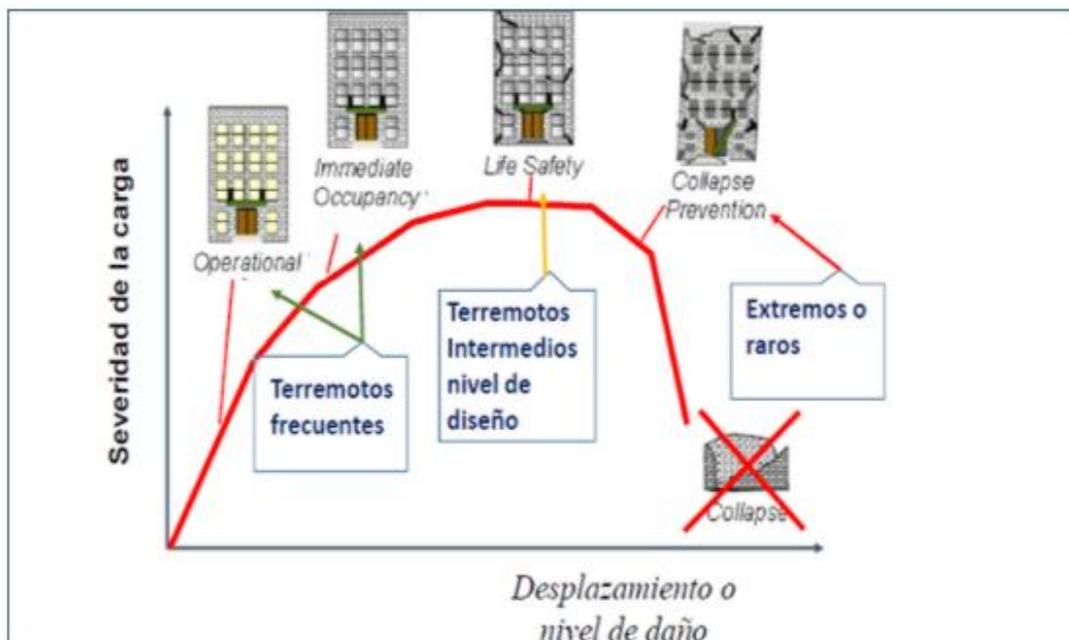 Severidad de la carga
Operational
Immediate
Occupancy
Life Safety
Collapse
Prevention
Terremotos
frecuentes
Terremotos
Intermedios
nivel de
diseño
Extremos o
raros
Collapse
Desplazamiento o
nivel de daño